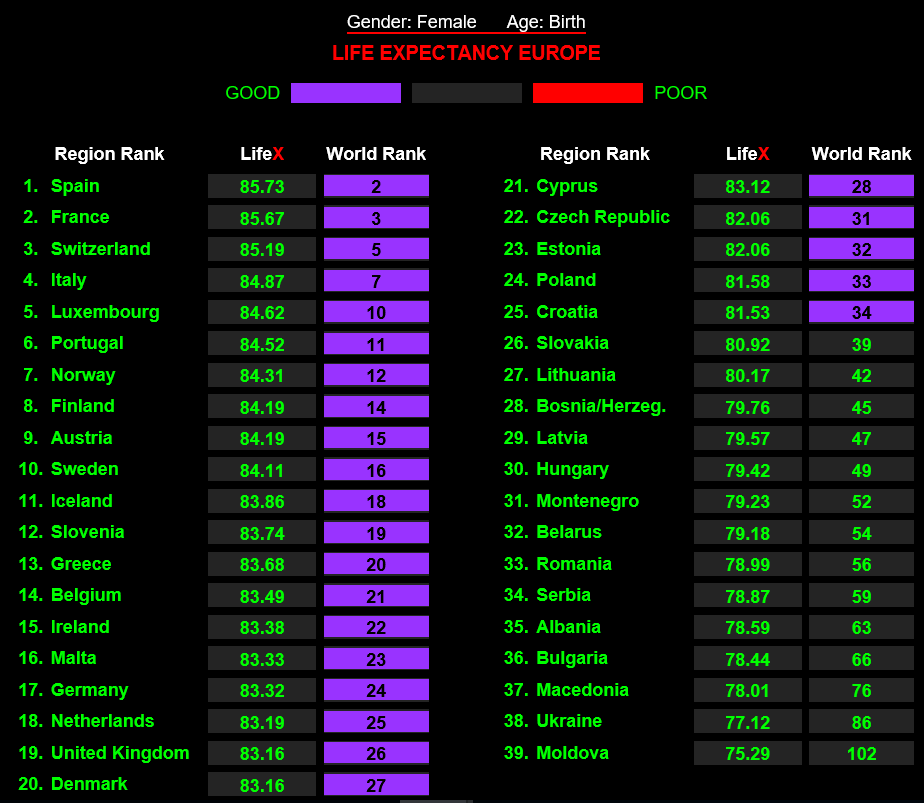 Gender: Female Age: Birth
LIFE EXPECTANCY EUROPE
GOOD POOR
Region Rank LifeX World Rank
1. Spain 85.73 2
2. France 85.67 3
3. Switzerland 85.19 5
4. Italy 84.87 7
5. Luxembourg 84.62 10
6. Portugal 84.52 11
7. Norway 84.31 12
8. Finland 84.19 14
9. Austria 84.19 15
10. Sweden 84.11 16
11. Iceland 83.86 18
12. Slovenia 83.74 19
13. Greece 83.68 20
14. Belgium 83.49 21
15. Ireland 83.38 22
16. Malta 83.33 23
17. Germany 83.32 24
18. Netherlands 83.19 25
19. United Kingdom 83.16 26
20. Denmark 83.16 27
Region Rank LifeX World Rank
21. Cyprus 83.12 28
22. Czech Republic 82.06 31
23. Estonia 82.06 32
24. Poland 81.58 33
25. Croatia 81.53 34
26. Slovakia 80.92 39
27. Lithuania 80.17 42
28. Bosnia/Herzeg. 79.76 45
29. Latvia 79.57 47
30. Hungary 79.42 49
31. Montenegro 79.23 52
32. Belarus 79.18 54
33. Romania 78.99 56
34. Serbia 78.87 59
35. Albania 78.59 63
36. Bulgaria 78.44 66
37. Macedonia 78.01 76
38. Ukraine 77.12 86
39. Moldova 75.29 102